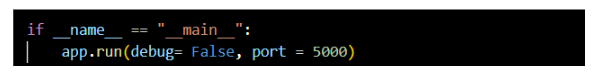 if __name__ == "__main__":
    app.run(debug= False, port = 5000)